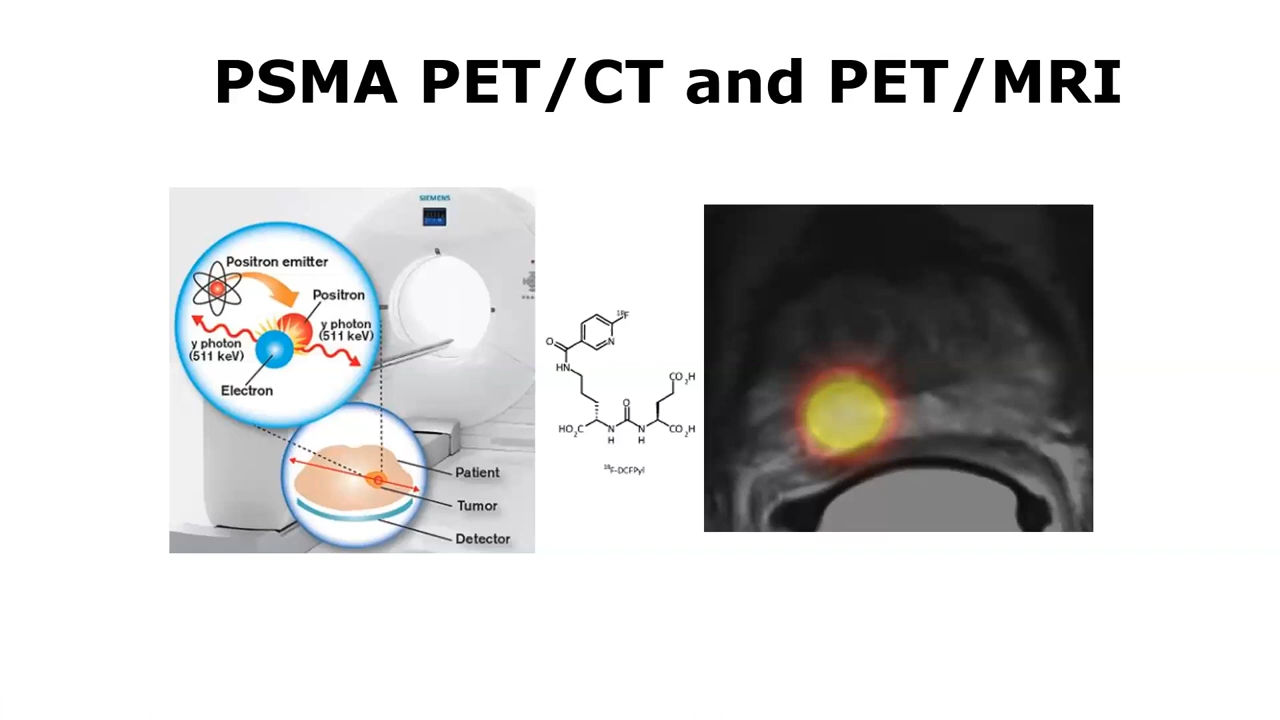 PSMA PET/CT and PET/MRI
SIEMENS
Positron emitter
Positron
y photon
(511 keV)
y photon
(511 keV)
Electron
Patient
Tumor
Detector
18F
N
O
HN
CO2H
O
HO2C
N
H
N
H
CO2H
18F-DCFPyl